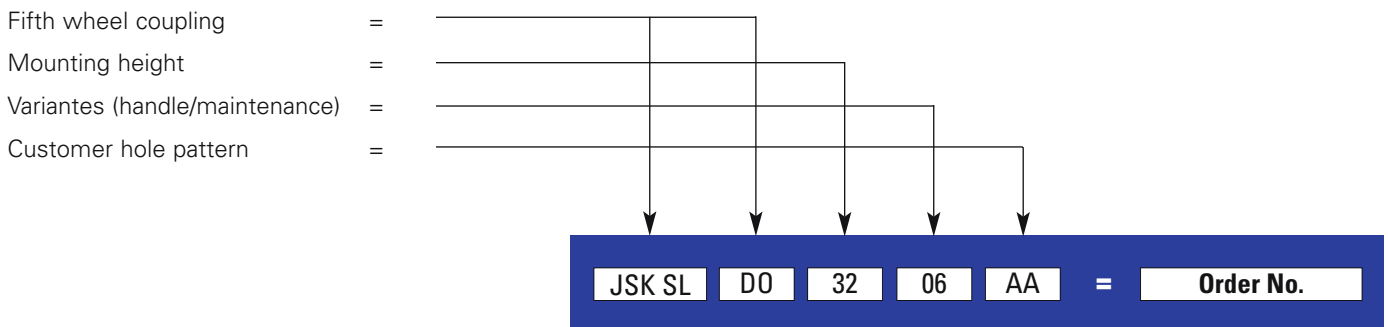 Fifth wheel coupling =
Mounting height =
Variantes (handle/maintenance) =
Customer hole pattern =
JSK SL DO 32 06 AA = Order No.